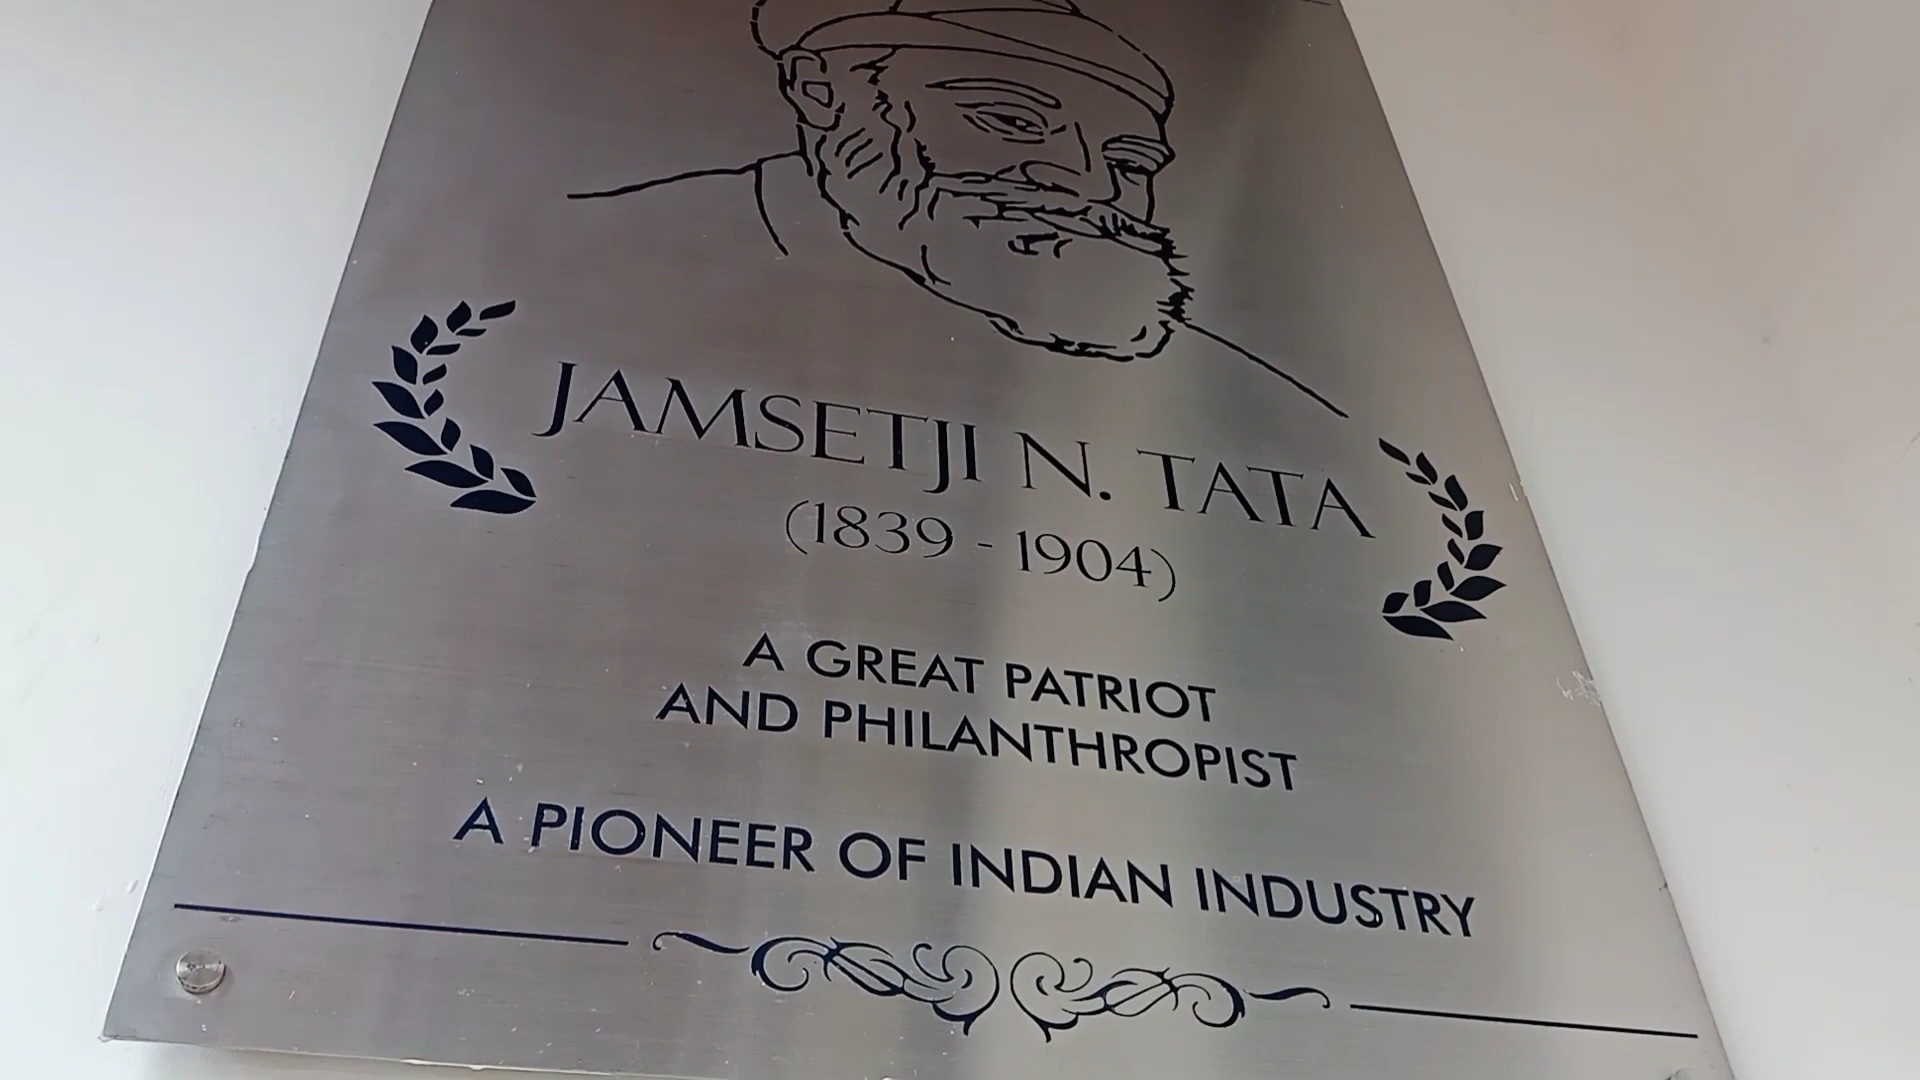 JAMSETJI N. TATA
(1839 - 1904)
A GREAT PATRIOT
AND PHILANTHROPIST
A PIONEER OF INDIAN INDUSTRY